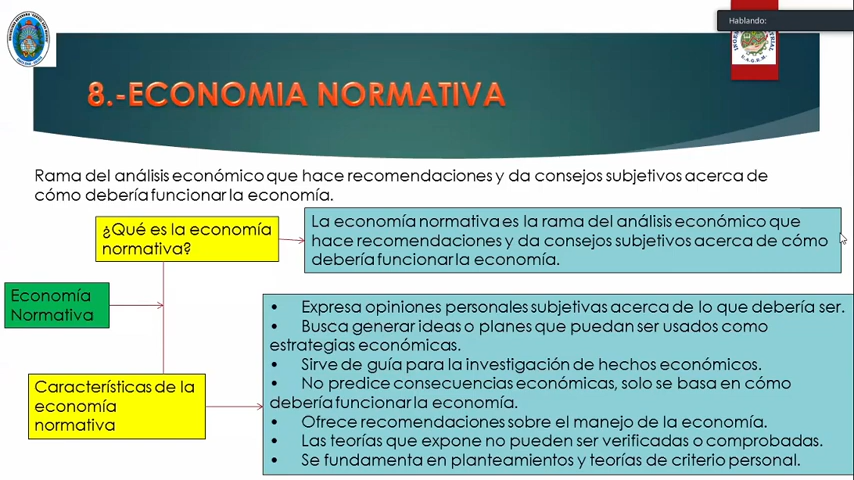 Hablando:
8.-ECONOMIA NORMATIVA
U.A.G.R.M.
Rama del análisis económico que hace recomendaciones y da consejos subjetivos acerca de
cómo debería funcionar la economía.
¿Qué es la economía
normativa?
La economía normativa es la rama del análisis económico que
hace recomendaciones y da consejos subjetivos acerca de cómo
debería funcionar la economía.
Economía
Normativa
Características de la
economía
normativa
• Expresa opiniones personales subjetivas acerca de lo que debería ser.
• Busca generar ideas o planes que puedan ser usados como
estrategias económicas.
• Sirve de guía para la investigación de hechos económicos.
• No predice consecuencias económicas, solo se basa en cómo
debería funcionar la economía.
• Ofrece recomendaciones sobre el manejo de la economía.
• Las teorías que expone no pueden ser verificadas o comprobadas.
• Se fundamenta en planteamientos y teorías de criterio personal.